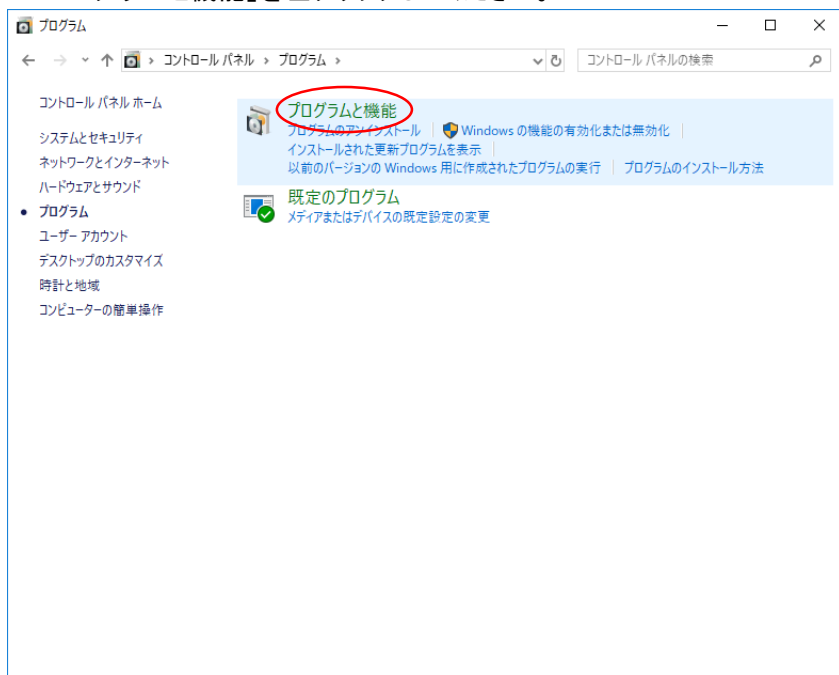 プログラム
コントロール パネル › プログラム ›
コントロール パネルの検索
コントロール パネル ホーム
システムとセキュリティ
ネットワークとインターネット
ハードウェアとサウンド
プログラム
ユーザー アカウント
デスクトップのカスタマイズ
時計と地域
コンピューターの簡単操作
プログラムと機能
プログラムのアンインストール | Windows の機能の有効化または無効化 |
インストールされた更新プログラムを表示 |
以前のバージョンの Windows 用に作成されたプログラムの実行 | プログラムのインストール方法
既定のプログラム
メディアまたはデバイスの既定設定の変更